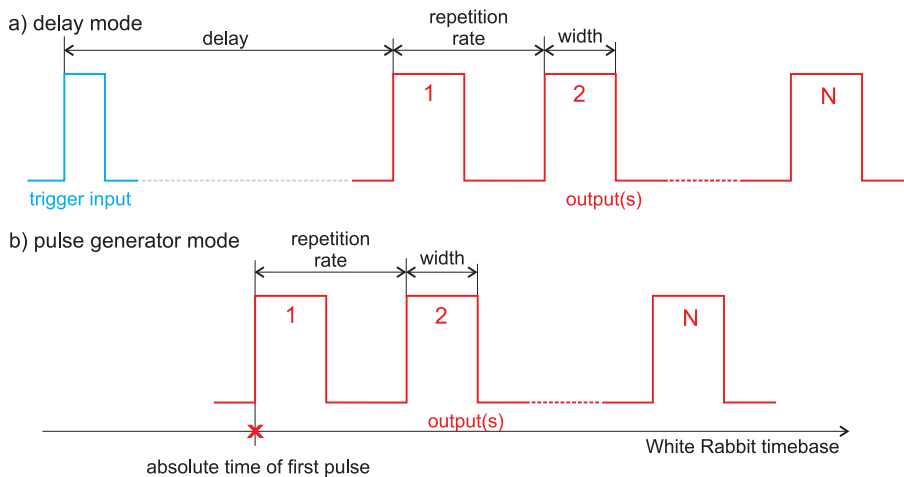 a) delay mode
delay
repetition
rate
width
1
2
N
trigger input
output(s)
b) pulse generator mode
repetition
rate
width
1
2
N
output(s)
White Rabbit timebase
absolute time of first pulse